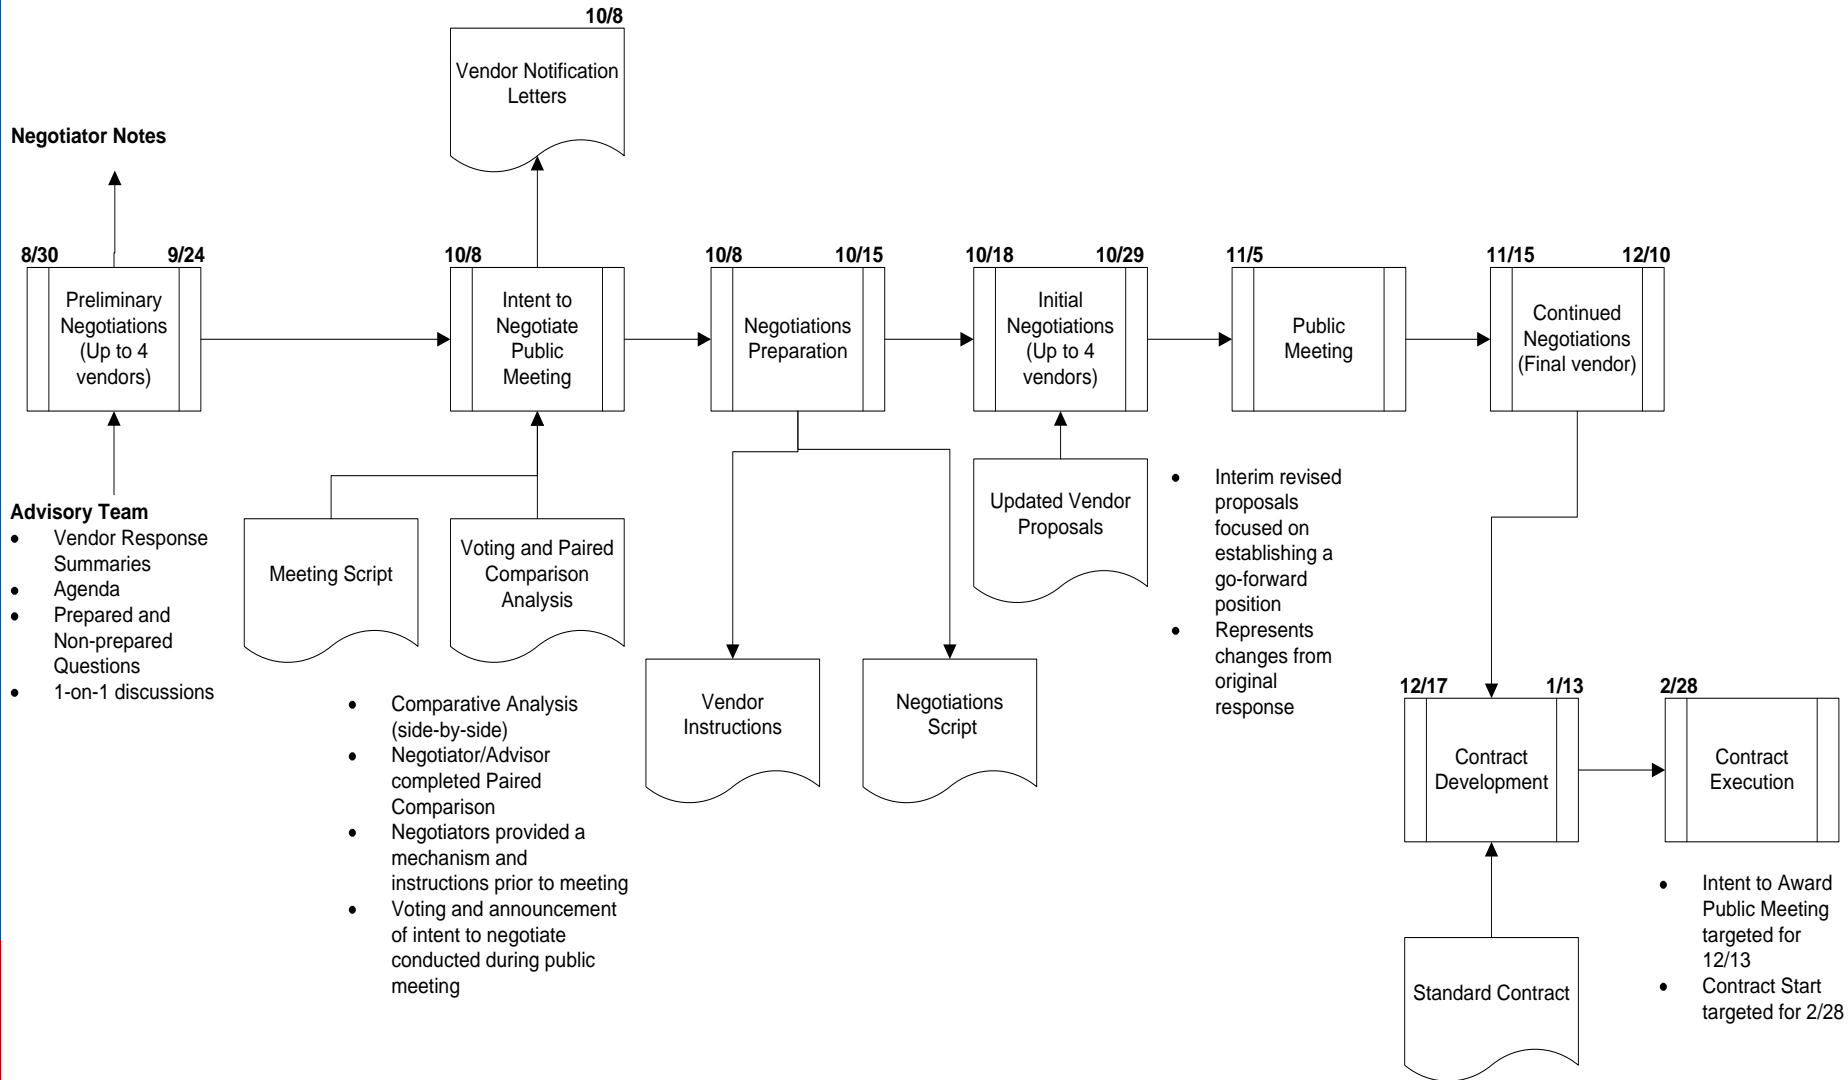 10/8
Vendor Notification
Letters
Negotiator Notes
8/30
9/24
Preliminary
Negotiations
(Up to 4
vendors)
10/8
Intent to
Negotiate
Public
Meeting
10/8
10/15
Negotiations
Preparation
10/18
10/29
Initial
Negotiations
(Up to 4
vendors)
11/5
Public
Meeting
11/15
12/10
Continued
Negotiations
(Final vendor)
Advisory Team
• Vendor Response
Summaries
• Agenda
• Prepared and
Non-prepared
Questions
• 1-on-1 discussions
Meeting Script
Voting and Paired
Comparison
Analysis
• Comparative Analysis
(side-by-side)
• Negotiator/Advisor
completed Paired
Comparison
• Negotiators provided a
mechanism and
instructions prior to meeting
• Voting and announcement
of intent to negotiate
conducted during public
meeting
Vendor
Instructions
Negotiations
Script
Updated Vendor
Proposals
• Interim revised
proposals
focused on
establishing a
go-forward
position
• Represents
changes from
original
response
12/17
1/13
Contract
Development
2/28
Contract
Execution
Standard Contract
• Intent to Award
Public Meeting
targeted for
12/13
• Contract Start
targeted for 2/28